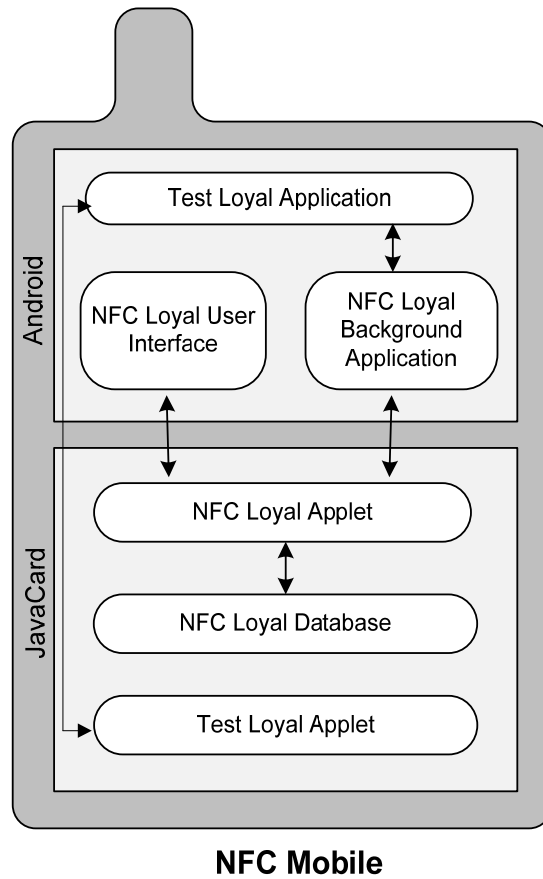 Android
Test Loyal Application
NFC Loyal User
Interface
NFC Loyal
Background
Application
JavaCard
NFC Loyal Applet
NFC Loyal Database
Test Loyal Applet
NFC Mobile